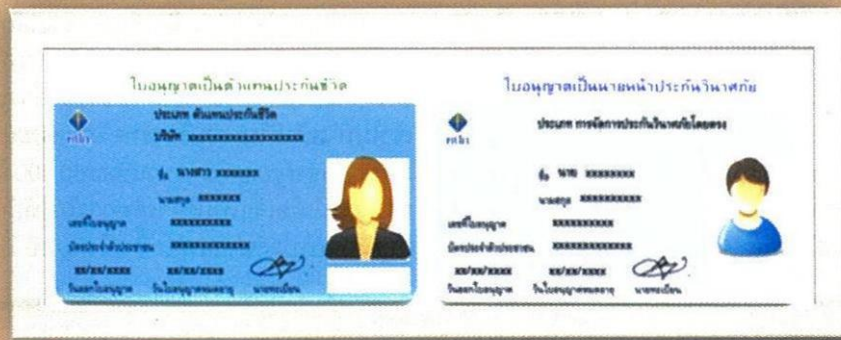 ใบอนุญาตเป็นตัวแทนประกันชีวิต
คปภ.
ประเภท ตัวแทนประกันชีวิต
บริษัท xxxxxxxxxxxxxxxxxxx
ชื่อ นางสาว xxxxxxx
นามสกุล xxxxxxx
เลขที่ใบอนุญาต xxxxxxxxxx
บัตรประจำตัวประชาชน xxxxxxxxxxxxx
xx/xx/xxxx xx/xx/xxxx
วันออกใบอนุญาต วันใบอนุญาตหมดอายุ นายทะเบียน
ใบอนุญาตเป็นนายหน้าประกันวินาศภัย
คปภ.
ประเภท การจัดการประกันวินาศภัยโดยตรง
ชื่อ นาย xxxxxxxx
นามสกุล xxxxxxxxxx
เลขที่ใบอนุญาต xxxxxxxxxx
บัตรประจำตัวประชาชน xxxxxxxxxxxxx
xx/xx/xxxx xx/xx/xxxx
วันออกใบอนุญาต วันใบอนุญาตหมดอายุ นายทะเบียน